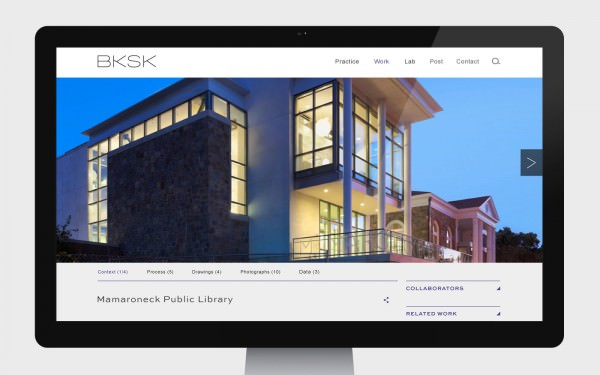 BKSK
Practice Work Lab Post Contact
Context (1/4) Process (5) Drawings (4) Photographs (10) Data (3)
Mamaroneck Public Library
COLLABORATORS
RELATED WORK